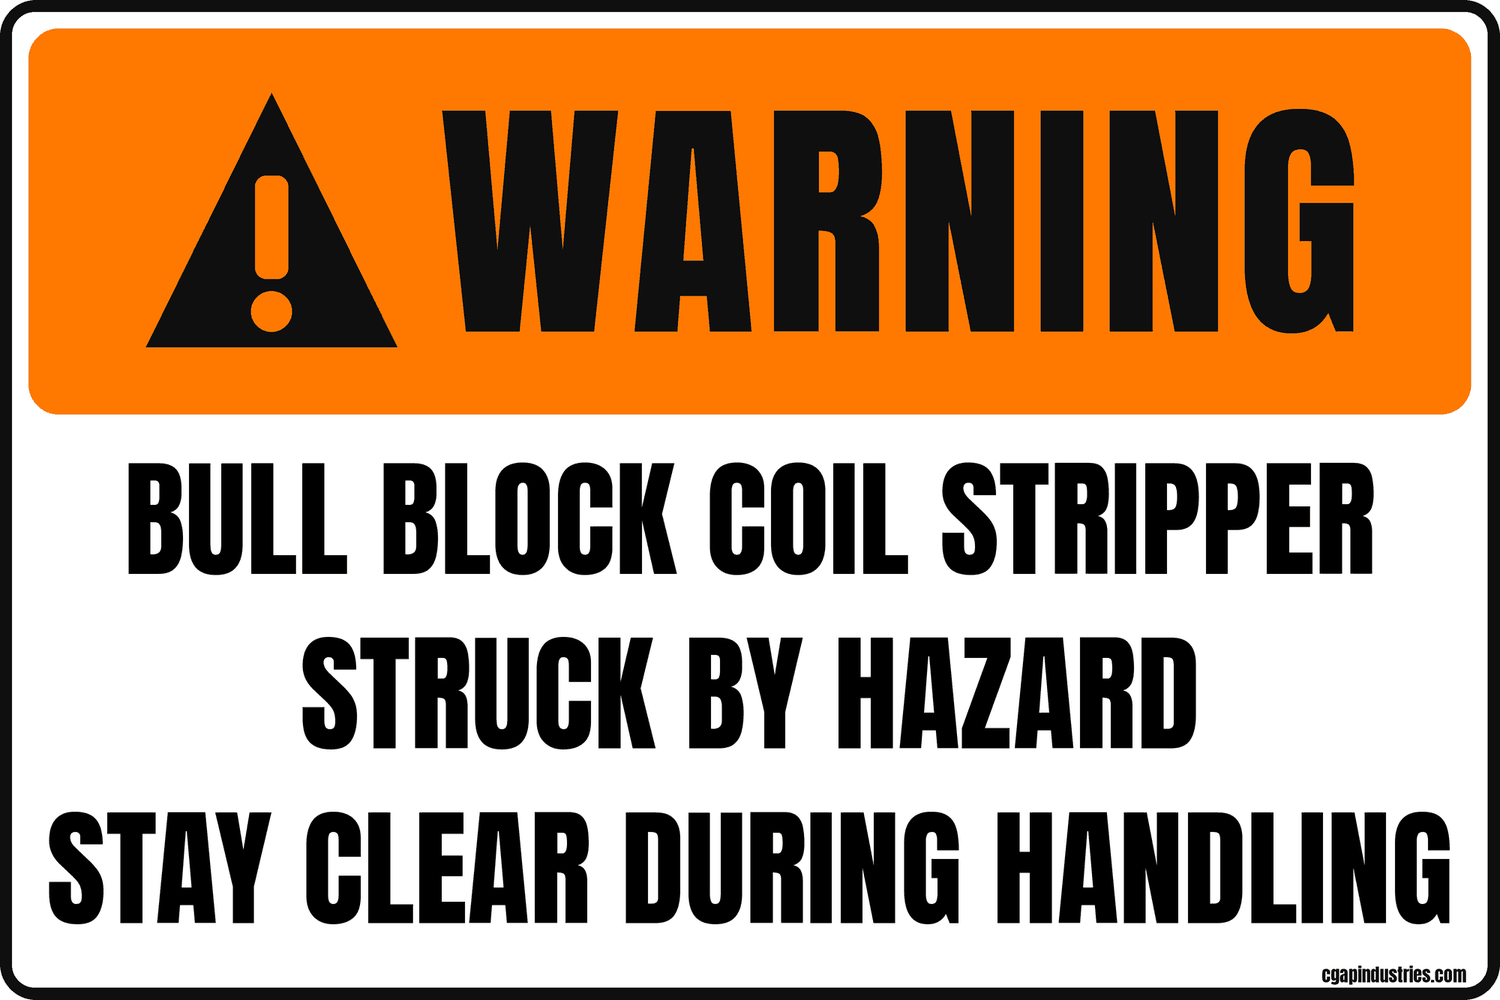 WARNING
BULL BLOCK COIL STRIPPER
STRUCK BY HAZARD
STAY CLEAR DURING HANDLING
cgapindustries.com